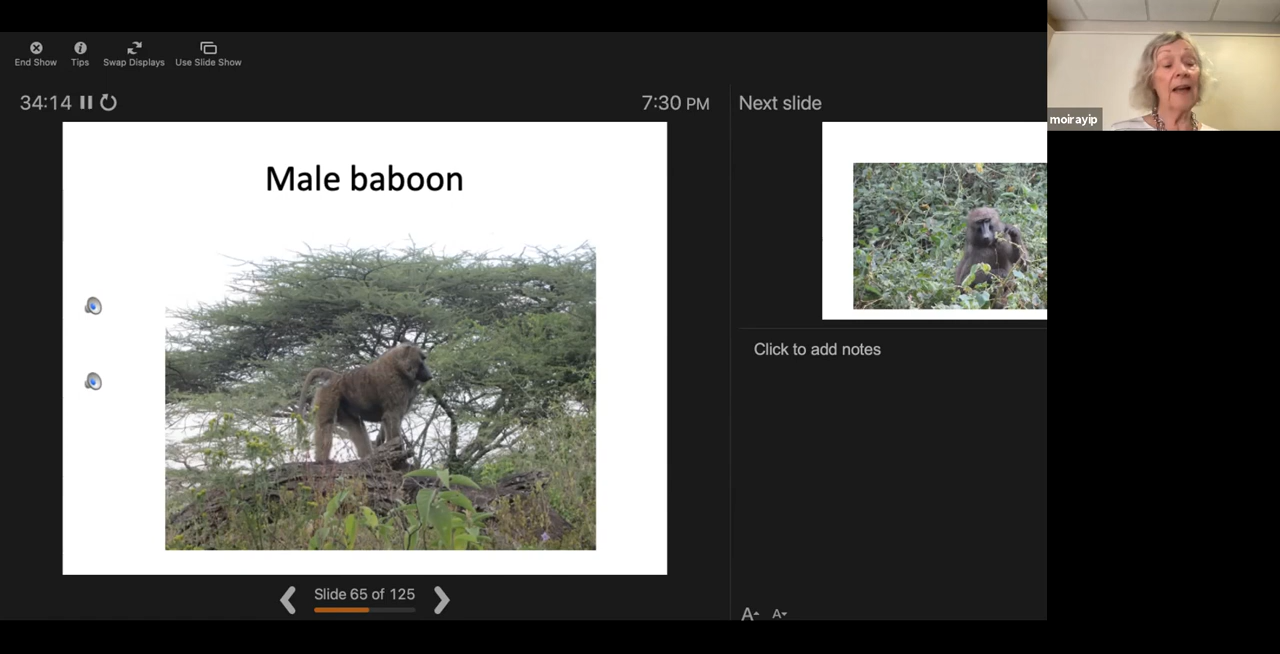 End Show
Tips
Swap Displays
Use Slide Show
34:14
7:30 PM
Next slide
moirayip
Male baboon
Click to add notes
Slide 65 of 125
A
A